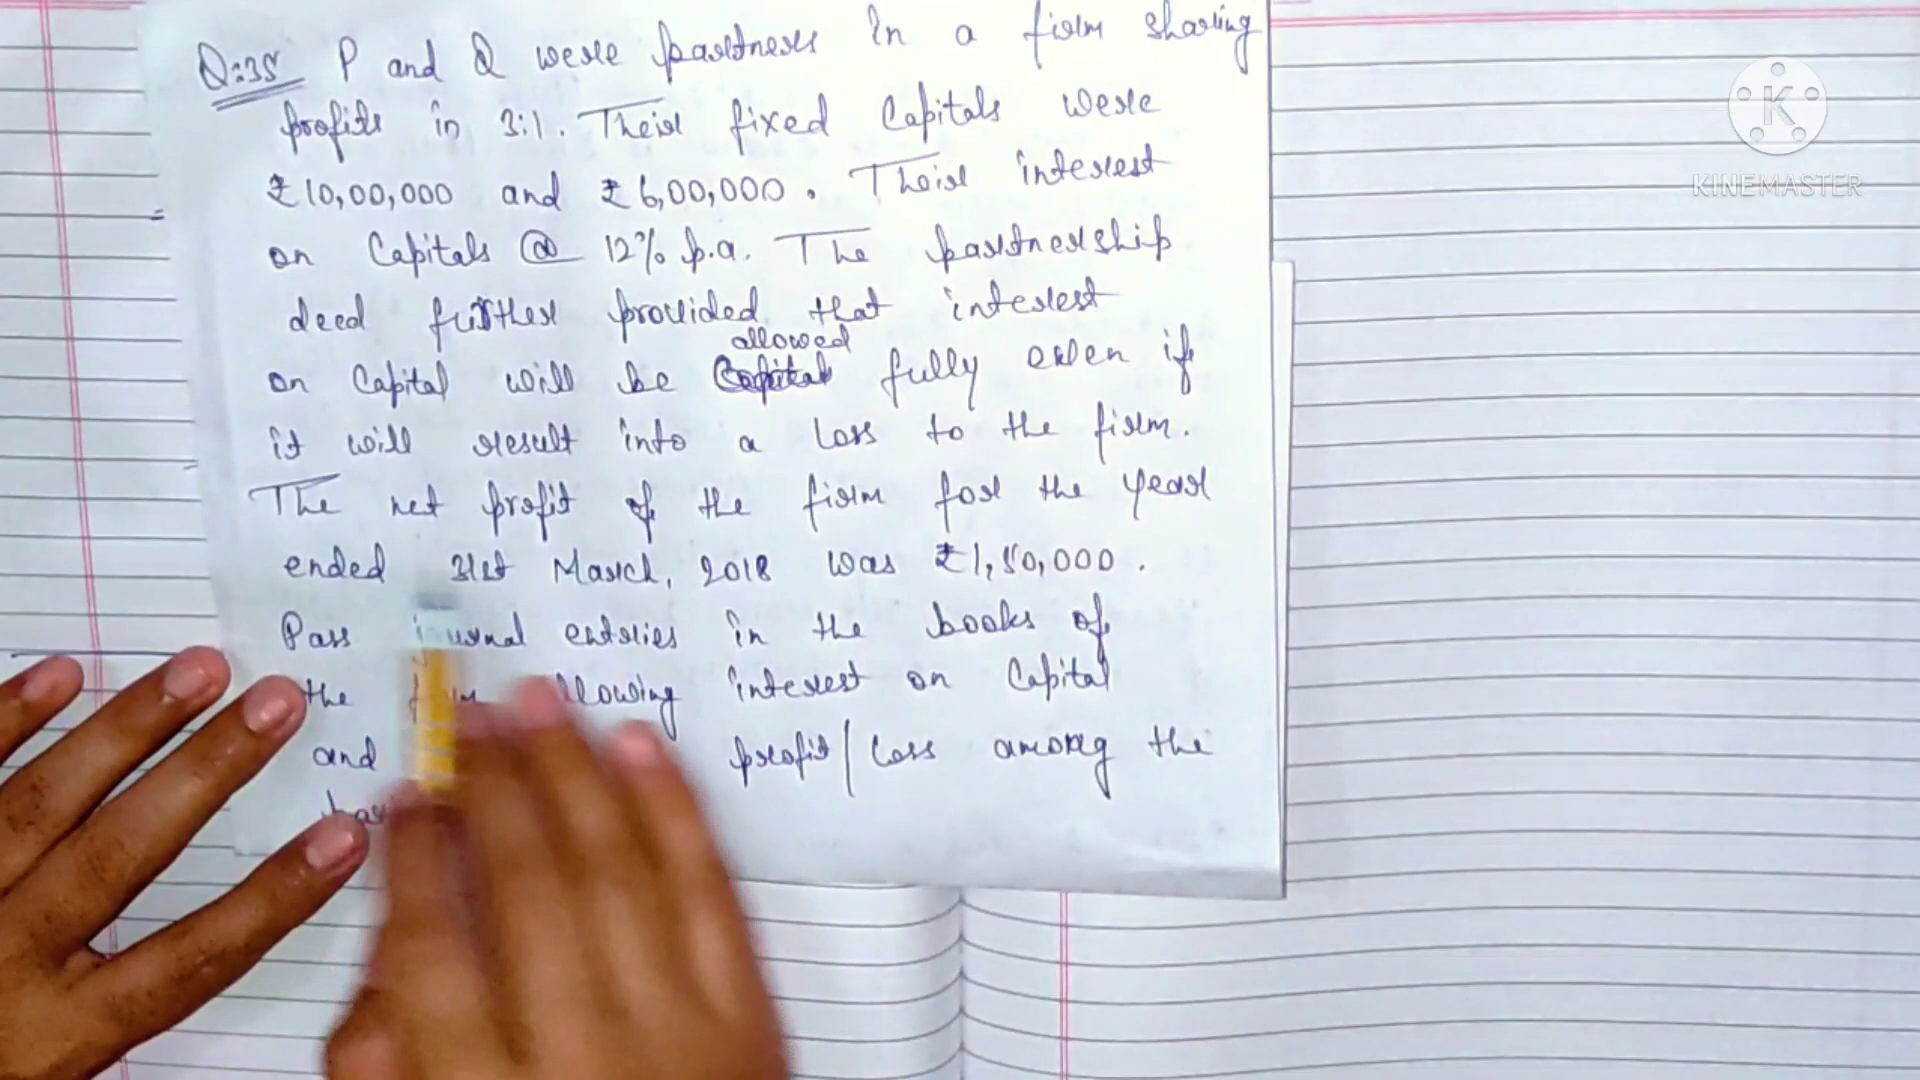 Q:35 P and Q were partners in a firm sharing
profits in 3:1. Their fixed Capitals were
₹10,00,000 and ₹6,00,000. Their interest
on Capitals @ 12% p.a. The partnership
deed further provided that interest
allowed
on Capital will be fully even if
it will result into a loss to the firm.
The net profit of the firm for the year
ended 31st March, 2018 was ₹1,50,000.
Pass journal entries in the books of
the allowing interest on Capital
and profit/loss among the
K
KINEMASTER